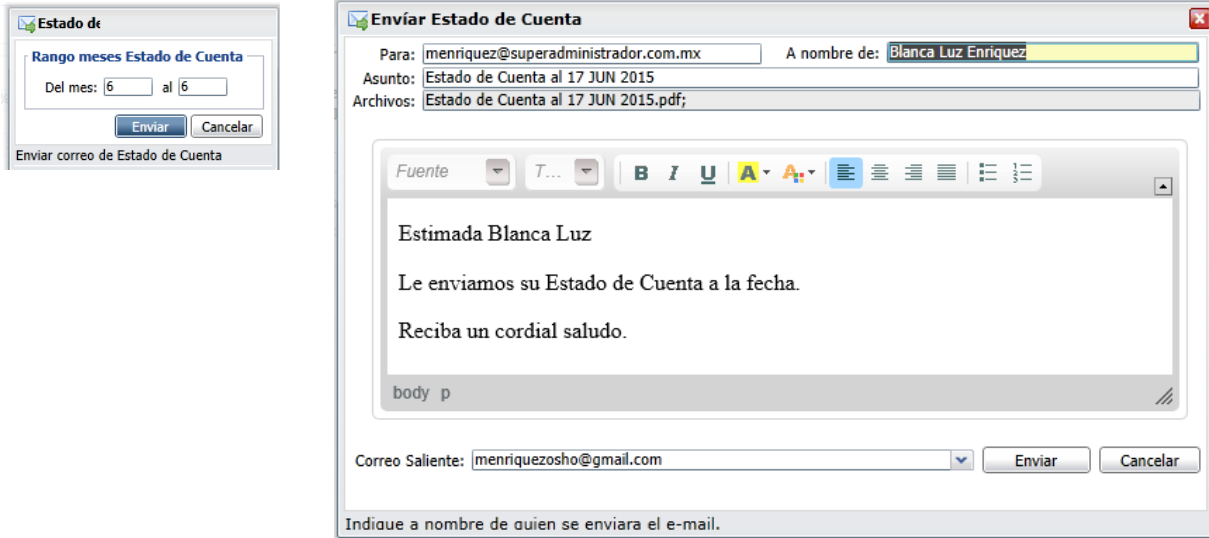 Estado de
Rango meses Estado de Cuenta
Del mes: 6 al 6
Enviar Cancelar
Enviar correo de Estado de Cuenta
Envíar Estado de Cuenta
Para: menriquez@superadministrador.com.mx A nombre de: Blanca Luz Enriquez
Asunto: Estado de Cuenta al 17 JUN 2015
Archivos: Estado de Cuenta al 17 JUN 2015.pdf;
Fuente T... B I U A A
Estimada Blanca Luz
Le enviamos su Estado de Cuenta a la fecha.
Reciba un cordial saludo.
body p
Correo Saliente: menriquezosho@gmail.com Enviar Cancelar
Indique a nombre de quien se enviara el e-mail.